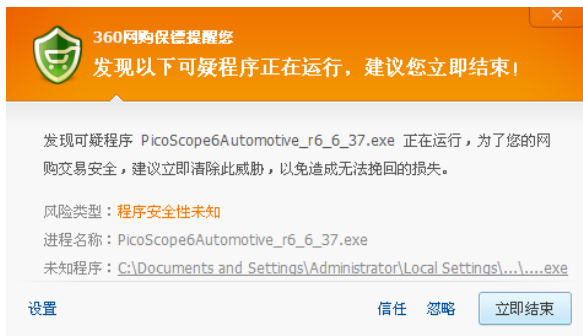 360网购保德提醒您
发现以下可疑程序正在运行，建议您立即结束！
发现可疑程序 PicoScope6Automotive_r6_6_37.exe 正在运行，为了您的网
购交易安全，建议立即清除此威胁，以免造成无法挽回的损失。
风险类型：程序安全性未知
进程名称：PicoScope6Automotive_r6_6_37.exe
未知程序：C:\Documents and Settings\Administrator\Local Settings\...\....exe
设置
信任 忽略 立即结束